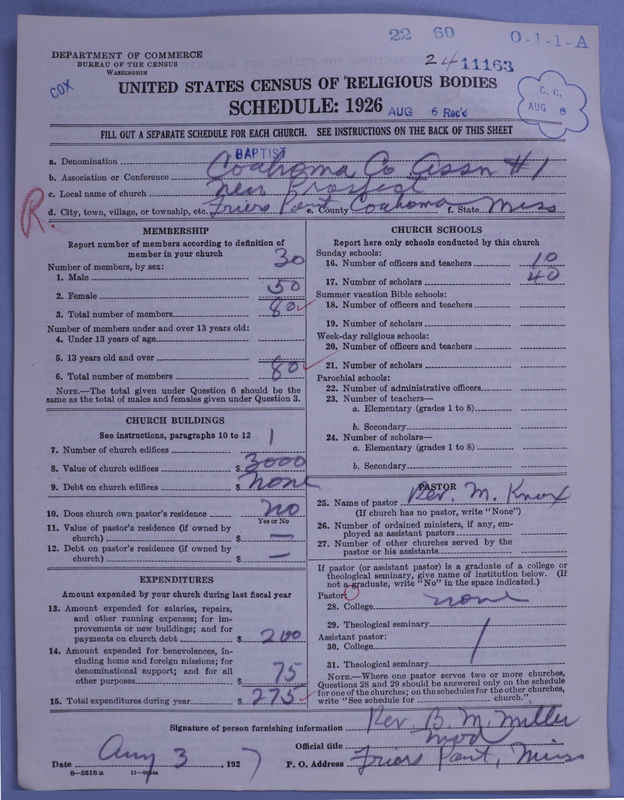 22 60 0-1-1-A
DEPARTMENT OF COMMERCE
BUREAU OF THE CENSUS
WASHINGTON
24 11163
COX
UNITED STATES CENSUS OF RELIGIOUS BODIES
SCHEDULE: 1926 AUG 6 Rec'd
C. C.
AUG 6
FILL OUT A SEPARATE SCHEDULE FOR EACH CHURCH. SEE INSTRUCTIONS ON THE BACK OF THIS SHEET
a. Denomination BAPTIST
b. Association or Conference Coahoma Co Assn #1
c. Local name of church New Prospect
d. City, town, village, or township, etc. Friars Point e. County Coahoma f. State Miss
R.
MEMBERSHIP
Report number of members according to definition of member in your church
Number of members, by sex:
1. Male 30
2. Female 50
3. Total number of members 80
Number of members under and over 13 years old:
4. Under 13 years of age
5. 13 years old and over
6. Total number of members 80
NOTE.—The total given under Question 6 should be the same as the total of males and females given under Question 3.
CHURCH BUILDINGS
See instructions, paragraphs 10 to 12
7. Number of church edifices 1
8. Value of church edifices $ 3000
9. Debt on church edifices $ none
10. Does church own pastor's residence? no
Yes or No
11. Value of pastor's residence (if owned by church) $ —
12. Debt on pastor's residence (if owned by church) $ —
EXPENDITURES
Amount expended by your church during last fiscal year
13. Amount expended for salaries, repairs, and other running expenses; for improvements or new buildings; and for payments on church debt $ 200
14. Amount expended for benevolences, including home and foreign missions; for denominational support; and for all other purposes $ 75
15. Total expenditures during year $ 275
CHURCH SCHOOLS
Report here only schools conducted by this church
Sunday schools:
16. Number of officers and teachers 10
17. Number of scholars 40
Summer vacation Bible schools:
18. Number of officers and teachers
19. Number of scholars
Week-day religious schools:
20. Number of officers and teachers
21. Number of scholars
Parochial schools:
22. Number of administrative officers
23. Number of teachers—
a. Elementary (grades 1 to 8)
b. Secondary
24. Number of scholars—
a. Elementary (grades 1 to 8)
b. Secondary
PASTOR
25. Name of pastor Rev. M. Knox
(If church has no pastor, write "None")
26. Number of ordained ministers, if any, employed as assistant pastors
27. Number of other churches served by the pastor or his assistants
If pastor (or assistant pastor) is a graduate of a college or theological seminary, give name of institution below. (If not a graduate, write "No" in the space indicated.)
Pastor:
28. College none
29. Theological seminary
Assistant pastor:
30. College
31. Theological seminary
NOTE.—Where one pastor serves two or more churches, Questions 28 and 29 should be answered only on the schedule for one of the churches; on the schedules for the other churches, write "See schedule for church."
Signature of person furnishing information Rev. B. M. Miller
Official title mod
Date Aug 3, 1927 P. O. Address Friars Point, Miss
8-5518 a